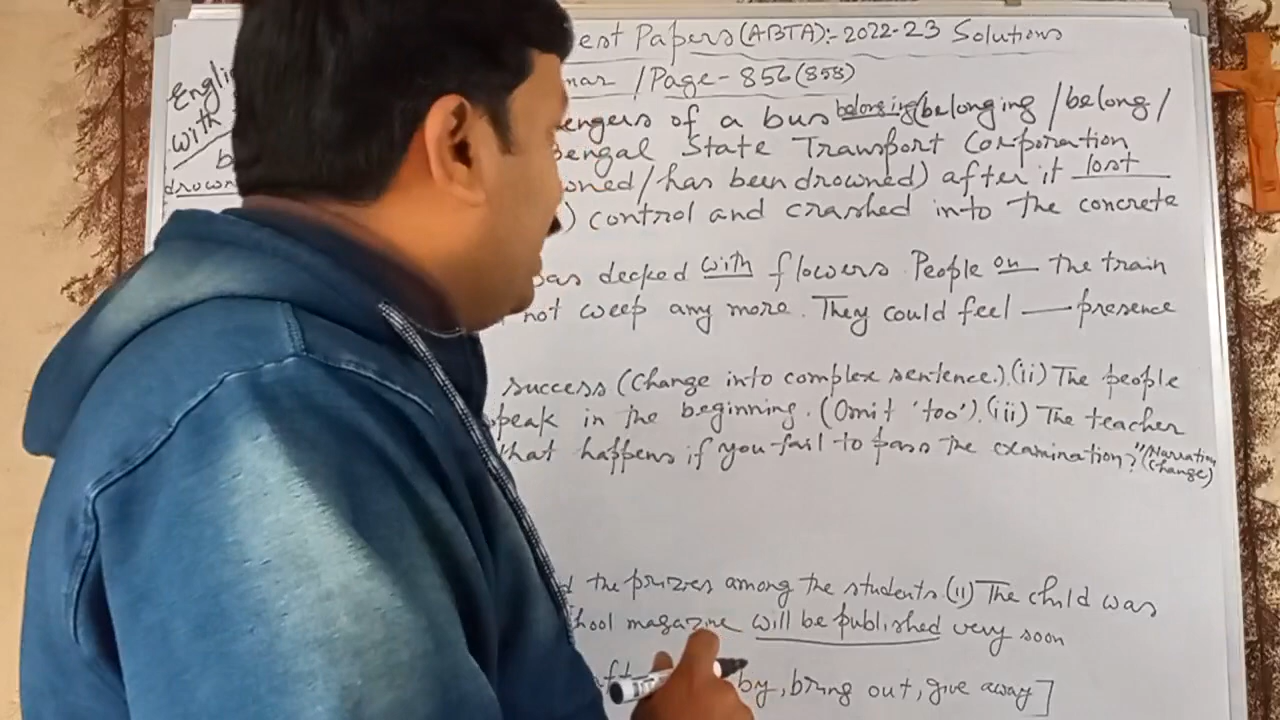 est Papers (ABTA):- 2022-23 Solutions
mar / Page - 856 (858)
Engli
with
b
drown
engers of a bus belonging (belonging / belong /
Bengal State Transport Corporation
wned / has been drowned) after it lost
) control and crashed into the concrete
was decked with flowers. People on the train
not weep any more. They could feel — presence
success (Change into complex sentence.) (ii) The people
speak in the beginning. (Omit 'too'). (iii) The teacher
What happens if you fail to pass the examination?" (Narration Change)
d the prizes among the students. (ii) The child was
hool magazine will be published very soon
aft by, bring out, give away]